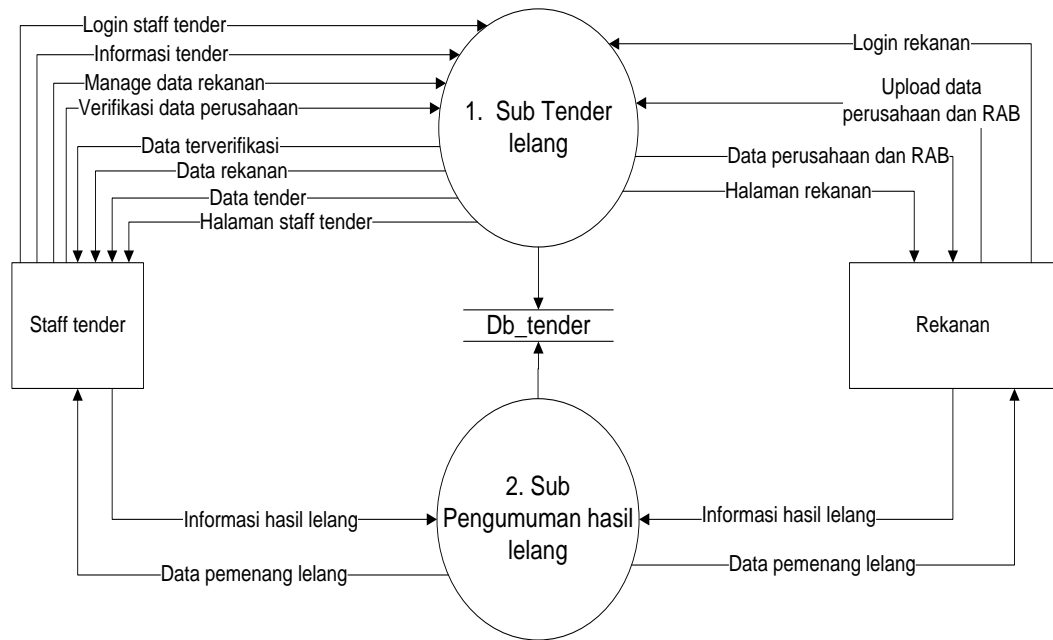 Login staff tender
Informasi tender
Manage data rekanan
Verifikasi data perusahaan
Data terverifikasi
Data rekanan
Data tender
Halaman staff tender
1. Sub Tender
lelang
Login rekanan
Upload data
perusahaan dan RAB
Data perusahaan dan RAB
Halaman rekanan
Staff tender
Db_tender
Rekanan
2. Sub
Pengumuman hasil
lelang
Informasi hasil lelang
Data pemenang lelang
Informasi hasil lelang
Data pemenang lelang